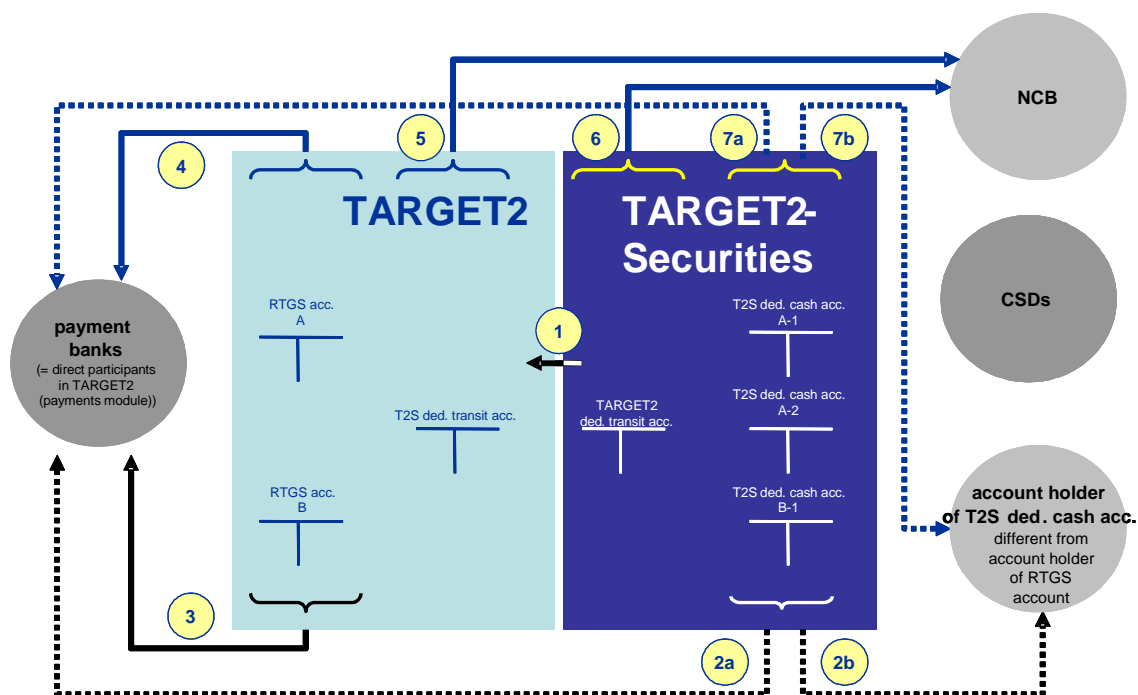 NCB
5
6
7a
7b
4
TARGET2
TARGET2-
Securities
CSDs
payment
banks
(= direct participants
in TARGET2
(payments module))
RTGS acc.
A
1
T2S ded. cash acc.
A-1
T2S ded. transit acc.
TARGET2
ded. transit acc.
T2S ded. cash acc.
A-2
RTGS acc.
B
T2S ded. cash acc.
B-1
account holder
of T2S ded. cash acc.
different from
account holder
of RTGS
account
3
2a
2b